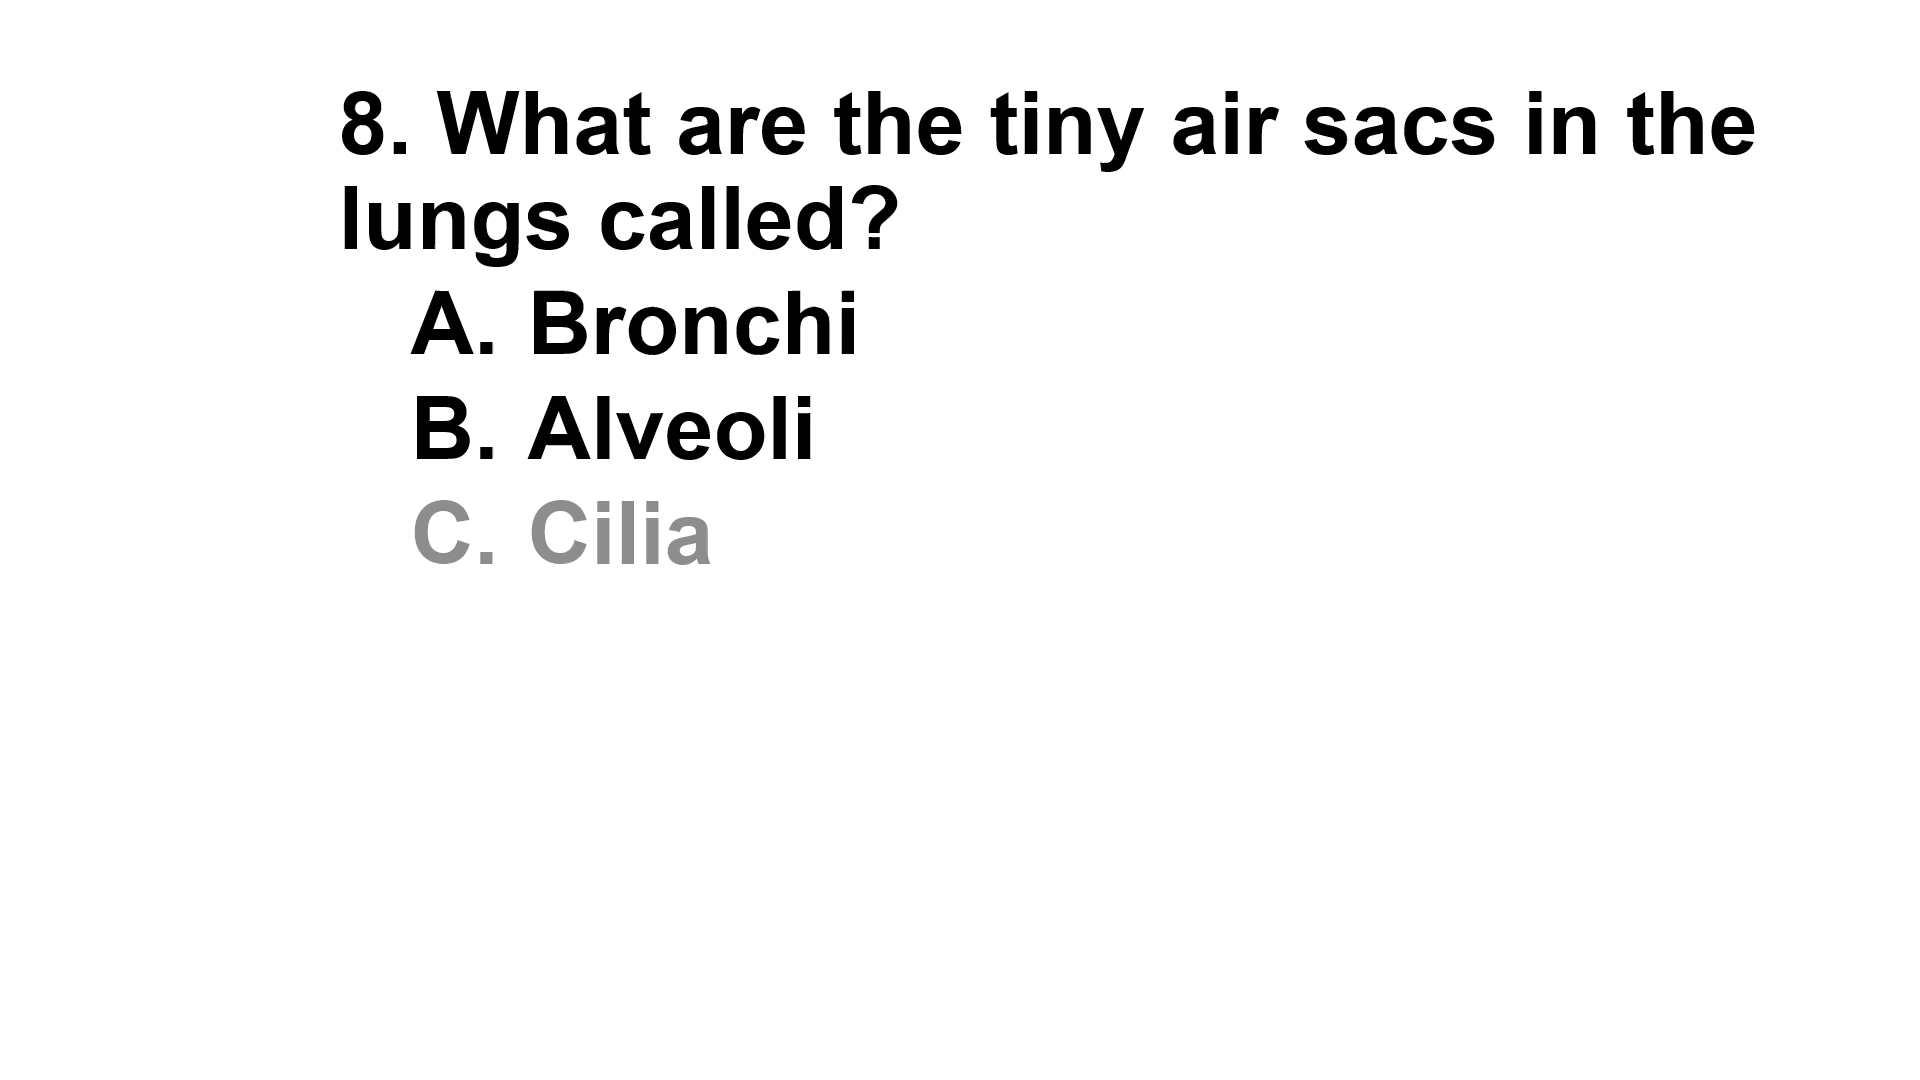 8. What are the tiny air sacs in the
lungs called?
A. Bronchi
B. Alveoli
C. Cilia